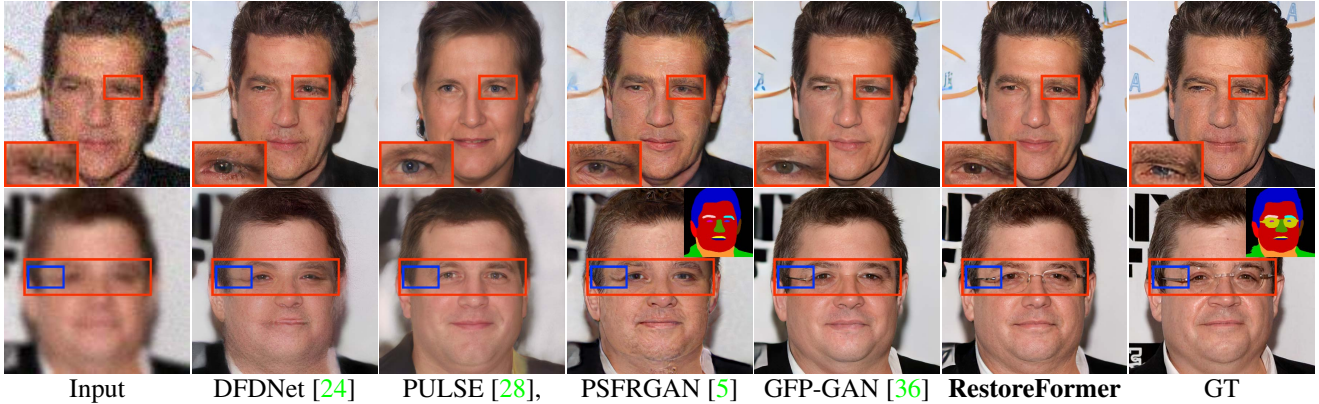 Input DFDNet [24] PULSE [28], PSFRGAN [5] GFP-GAN [36] RestoreFormer GT